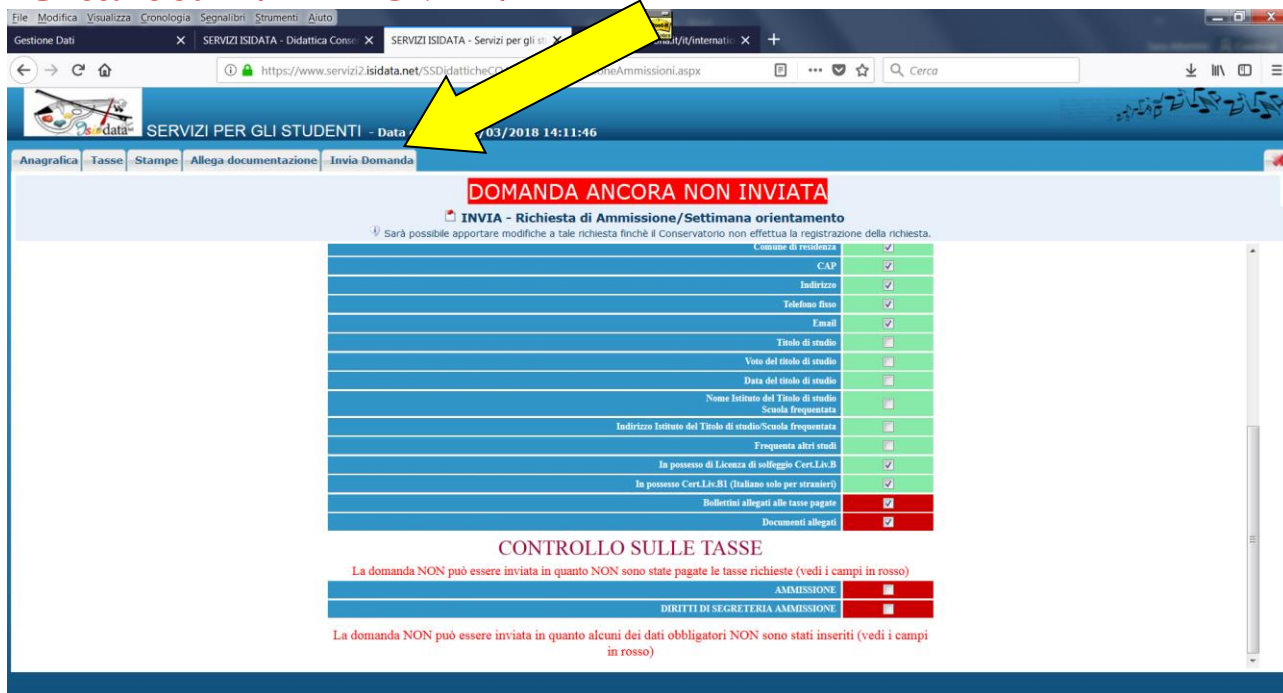 File Modifica Visualizza Cronologia Segnalibri Strumenti Aiuto
Gestione Dati
SERVIZI ISIDATA - Didattica Conse
SERVIZI ISIDATA - Servizi per gli st
https://www.servizi2.isidata.net/SSDidatticheCO
oneAmmissioni.aspx
Cerca
Isidata
SERVIZI PER GLI STUDENTI - Data
/03/2018 14:11:46
Anagrafica Tasse Stampe Allega documentazione Invia Domanda
DOMANDA ANCORA NON INVIATA
INVIA - Richiesta di Ammissione/Settimana orientamento
Sarà possibile apportare modifiche a tale richiesta finchè il Conservatorio non effettua la registrazione della richiesta.
Comune di residenza
CAP
Indirizzo
Telefono fisso
Email
Titolo di studio
Voto del titolo di studio
Data del titolo di studio
Nome Istituto del Titolo di studio
Scuola frequentata
Indirizzo Istituto del Titolo di studio/Scuola frequentata
Frequenta altri studi
In possesso di Licenza di solfeggio Cert.Liv.B
In possesso Cert.Liv.B1 (Italiano solo per stranieri)
Bollettini allegati alle tasse pagate
Documenti allegati
CONTROLLO SULLE TASSE
La domanda NON può essere inviata in quanto NON sono state pagate le tasse richieste (vedi i campi in rosso)
AMMISSIONE
DIRITTI DI SEGRETERIA AMMISSIONE
La domanda NON può essere inviata in quanto alcuni dei dati obbligatori NON sono stati inseriti (vedi i campi
in rosso)